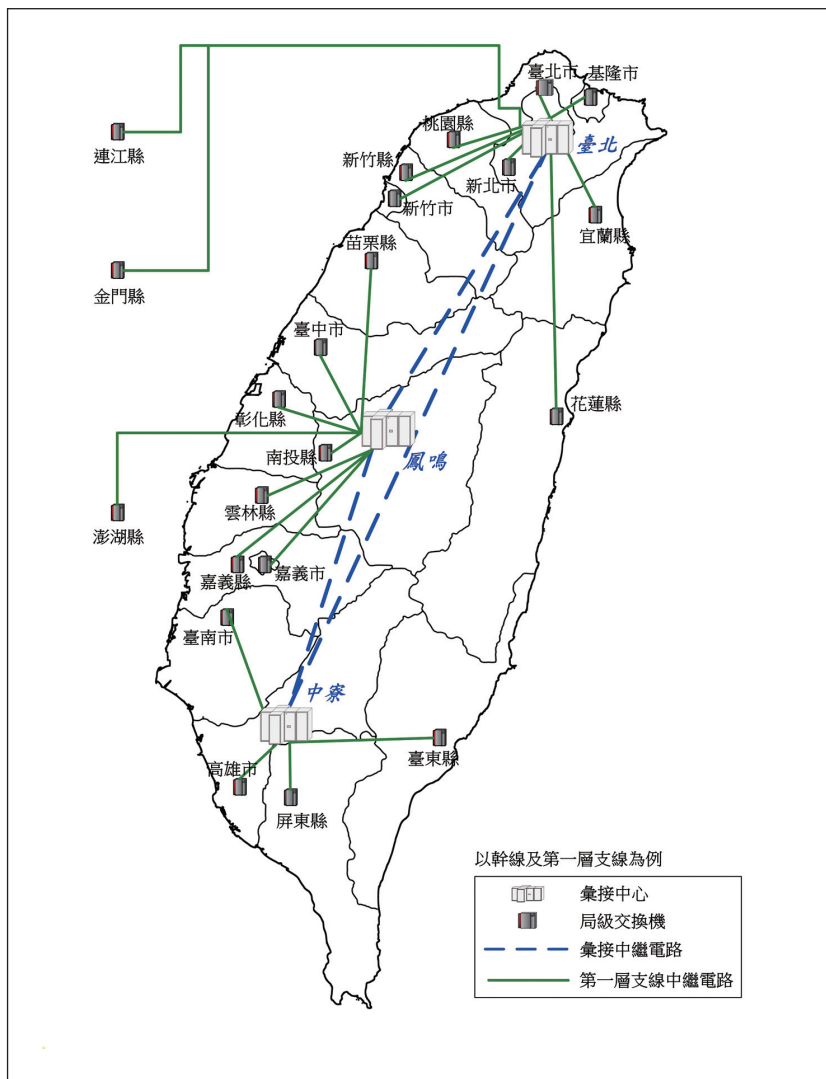 臺北市
基隆市
桃園縣
臺北
連江縣
新竹縣
新北市
新竹市
宜蘭縣
苗栗縣
金門縣
臺中市
彰化縣
花蓮縣
南投縣
鳳鳴
雲林縣
澎湖縣
嘉義縣
嘉義市
臺南市
中寮
臺東縣
高雄市
屏東縣
以幹線及第一層支線為例
彙接中心
局級交換機
彙接中繼電路
第一層支線中繼電路